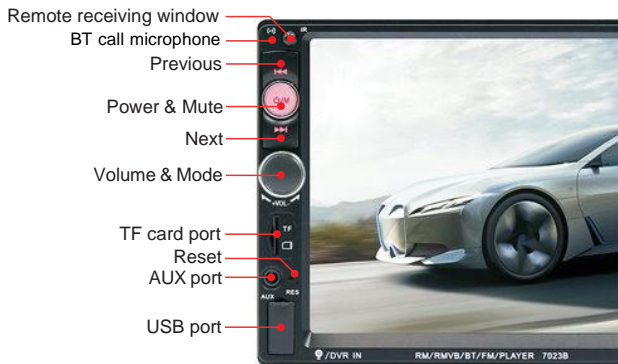 Remote receiving window
IR
BT call microphone
Previous
Power & Mute
⏻/M
Next
Volume & Mode
+VOL-
TF card port
TF
Reset
AUX port
AUX
RES
USB port
/DVR IN
RM/RMVB/BT/FM/PLAYER 7023B